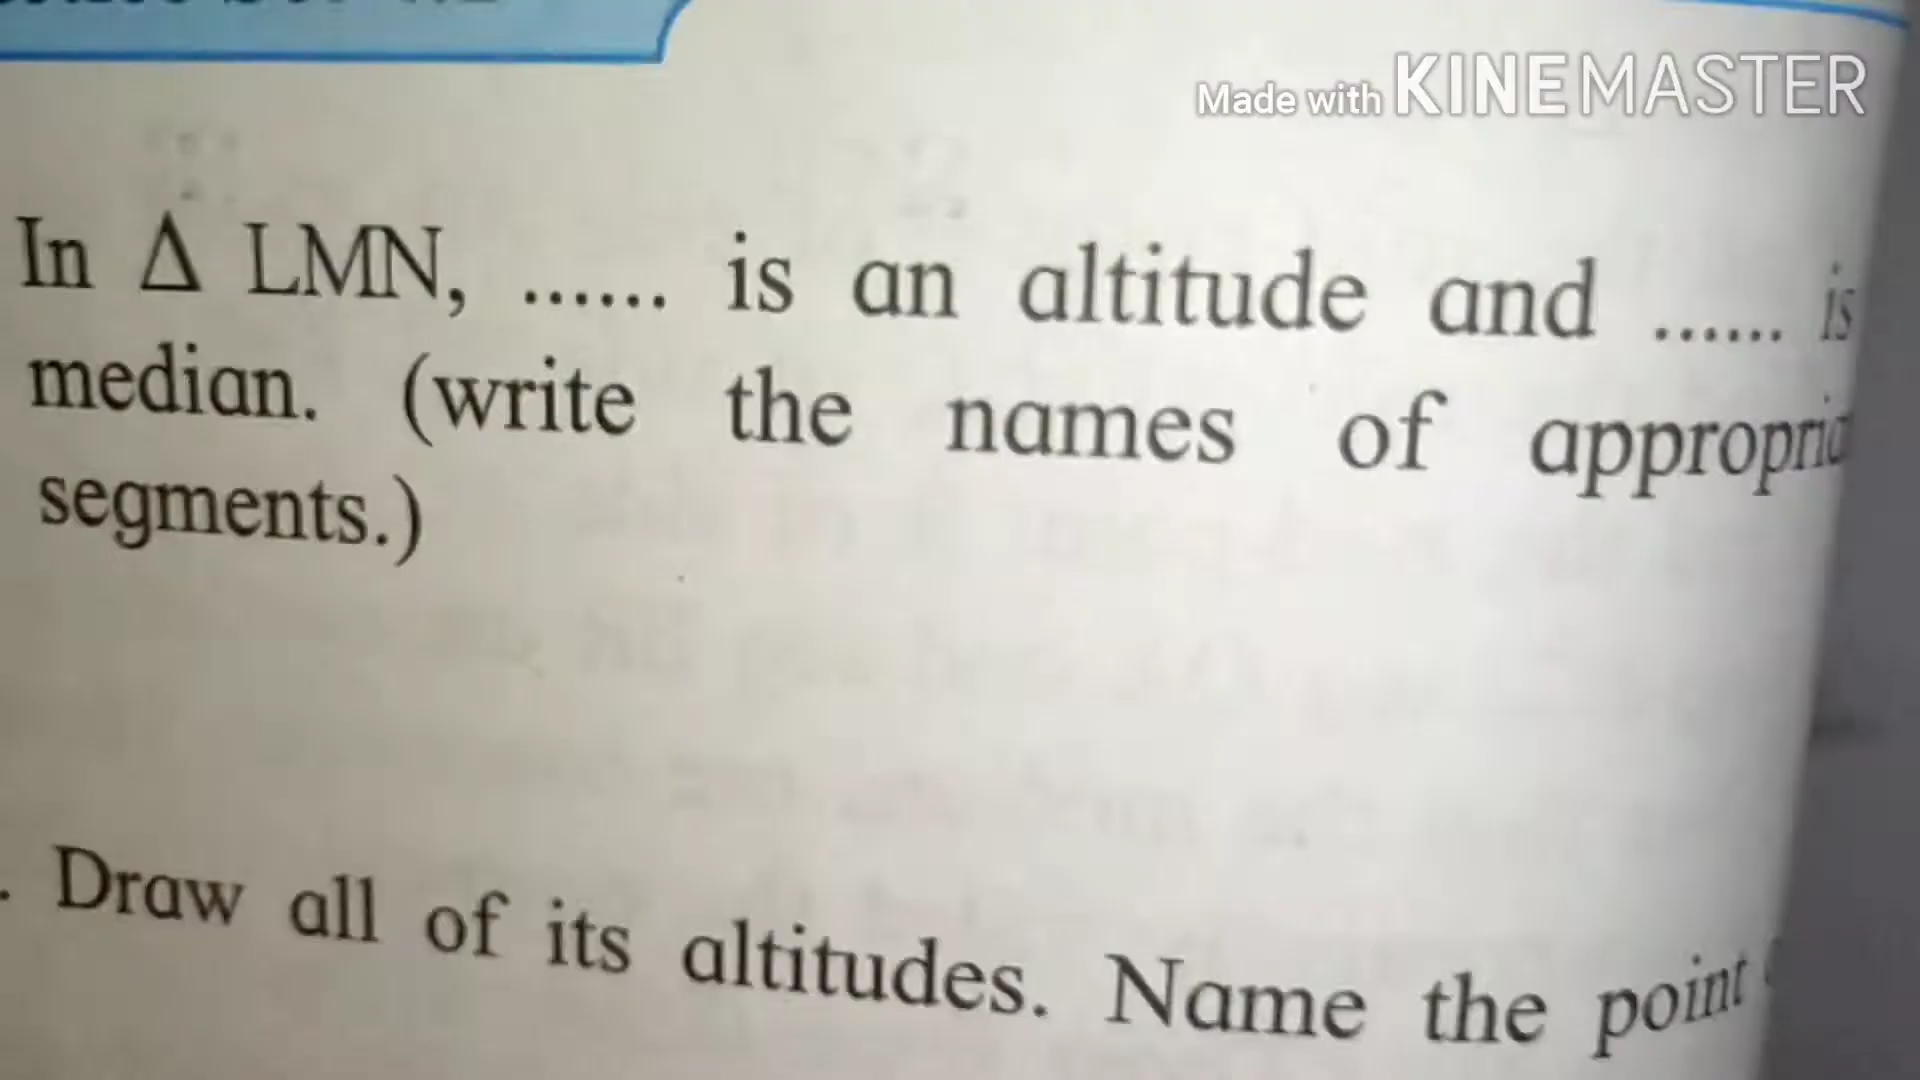 Made with KINEMASTER
In Δ LMN, ...... is an altitude and ...... is
median. (write the names of
segments.)
. Draw all of its altitudes. Name the point